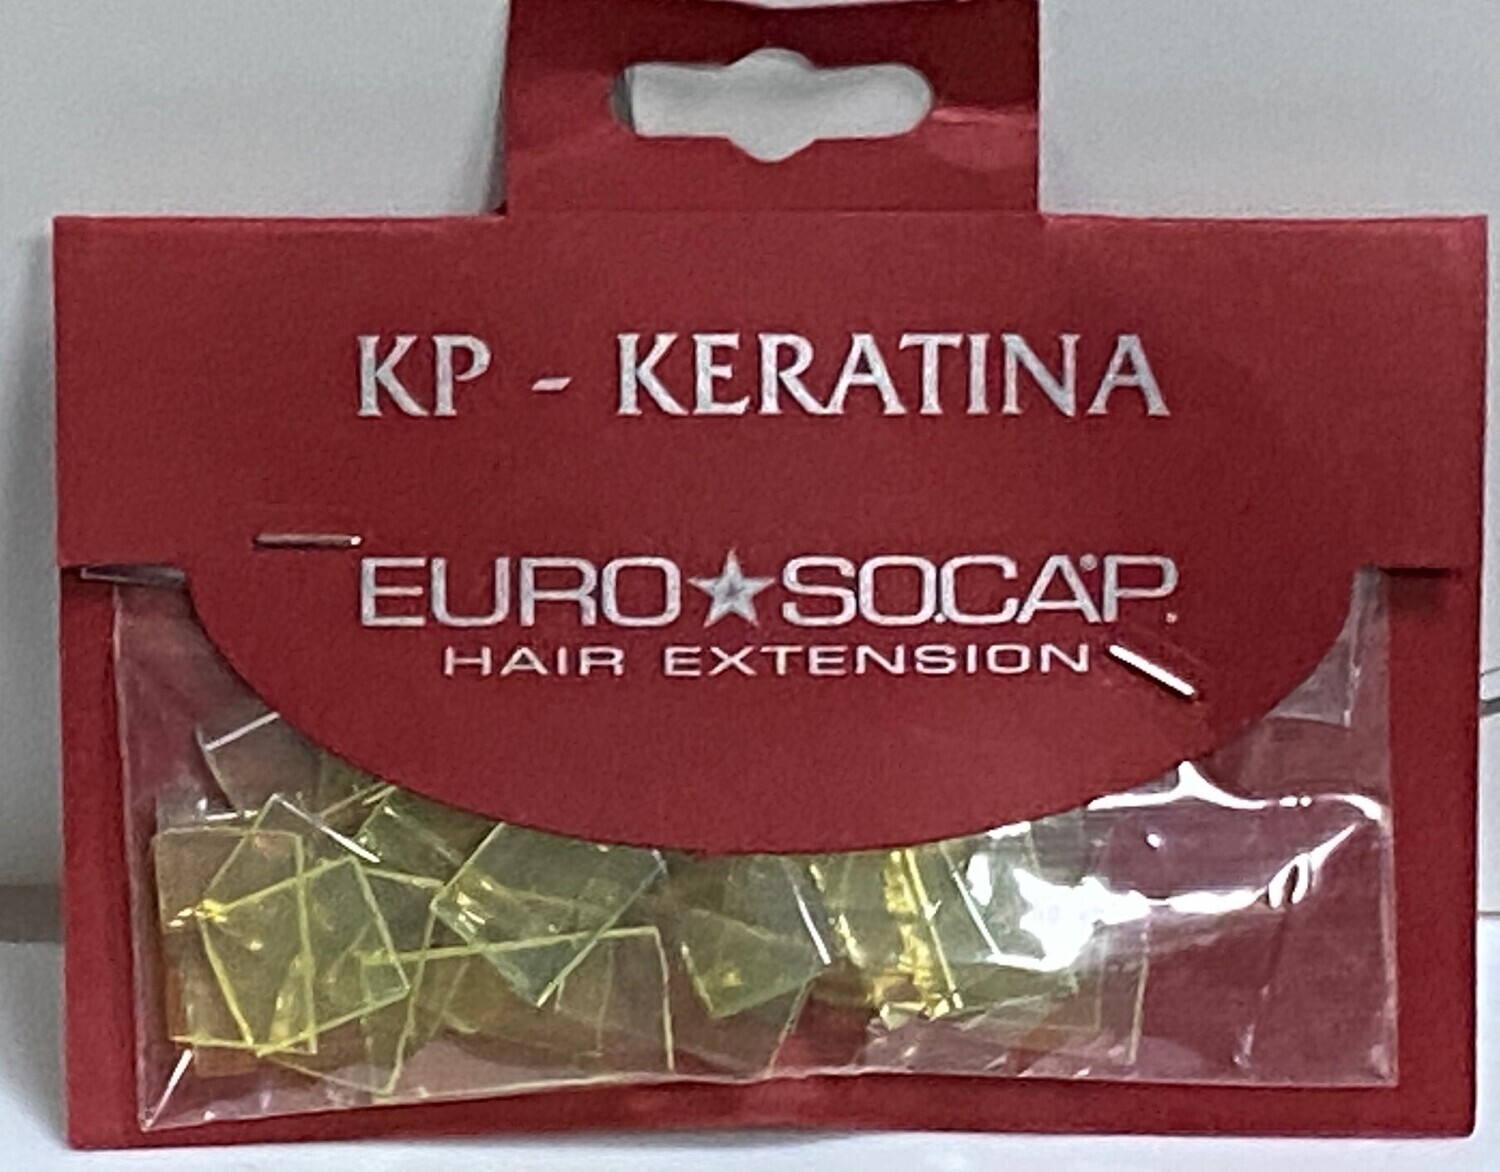 KP - KERATINA
EURO★SO.CAP.
HAIR EXTENSION